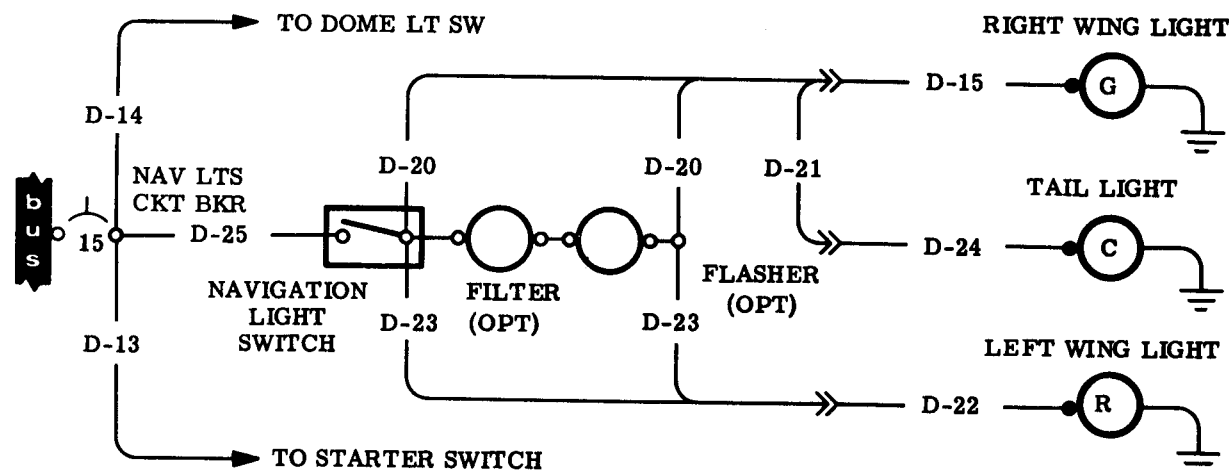 TO DOME LT SW
RIGHT WING LIGHT
D-14
D-15
G
NAV LTS
CKT BKR
D-20
D-20
D-21
TAIL LIGHT
bus
15
D-25
D-24
C
NAVIGATION
LIGHT
SWITCH
FILTER
(OPT)
FLASHER
(OPT)
D-23
D-23
D-13
LEFT WING LIGHT
D-22
R
TO STARTER SWITCH